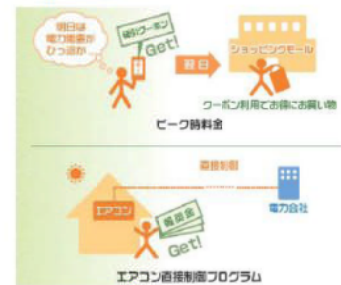 明日は
電力需要が
ひっ迫か
割引クーポン
Get!
翌日
ショッピングモール
クーポン利用でお得にお買い物
ピーク時料金
直接制御
エアコン
報奨金
Get!
電力会社
エアコン直接制御プログラム